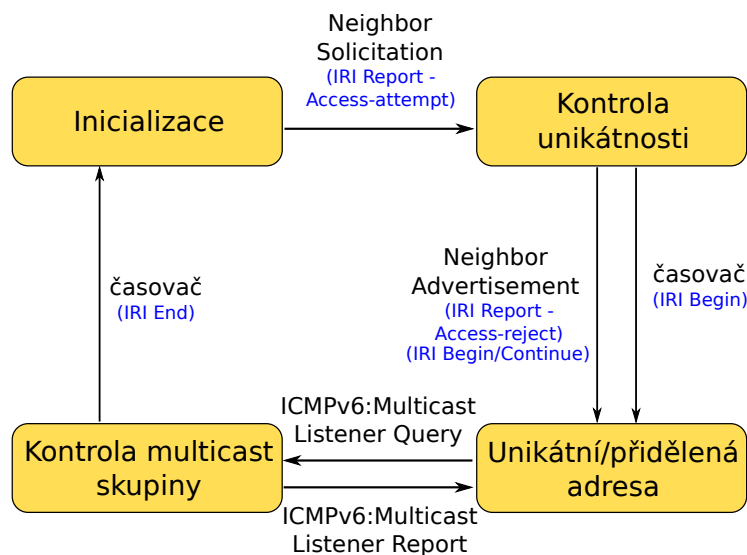 Neighbor
Solicitation
(IRI Report -
Access-attempt)
Inicializace
Kontrola
unikátnosti
časovač
(IRI End)
Neighbor
Advertisement
(IRI Report -
Access-reject)
(IRI Begin/Continue)
časovač
(IRI Begin)
ICMPv6:Multicast
Listener Query
Kontrola multicast
skupiny
Unikátní/přidělená
adresa
ICMPv6:Multicast
Listener Report